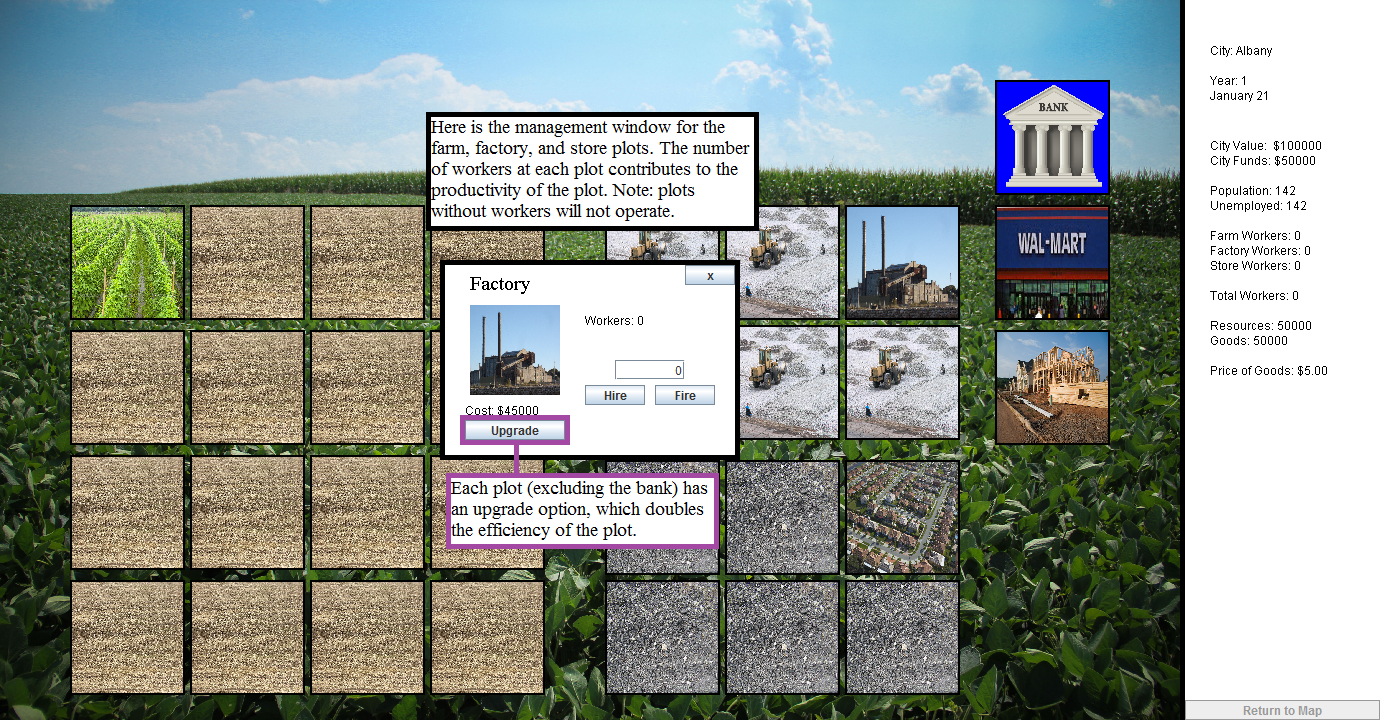 Here is the management window for the
farm, factory, and store plots. The number
of workers at each plot contributes to the
productivity of the plot. Note: plots
without workers will not operate.
Factory
x
Workers: 0
0
Hire
Fire
Cost: $45000
Upgrade
Each plot (excluding the bank) has
an upgrade option, which doubles
the efficiency of the plot.
BANK
WAL-MART
City: Albany
Year: 1
January 21
City Value:  $100000
City Funds: $50000
Population: 142
Unemployed: 142
Farm Workers: 0
Factory Workers: 0
Store Workers: 0
Total Workers: 0
Resources: 50000
Goods: 50000
Price of Goods: $5.00
Return to Map